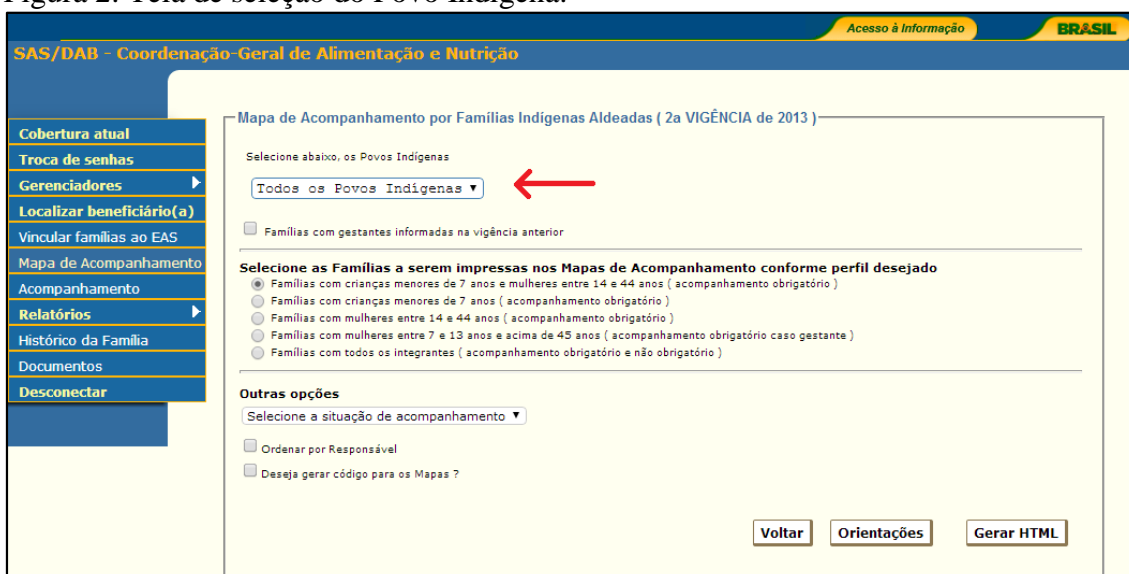 Figura 2: Tela de seleção do Povo Indígena.
Acesso à Informação
BRASIL
SAS/DAB - Coordenação-Geral de Alimentação e Nutrição
Cobertura atual
Troca de senhas
Gerenciadores
Localizar beneficiário(a)
Vincular famílias ao EAS
Mapa de Acompanhamento
Acompanhamento
Relatórios
Histórico da Família
Documentos
Desconectar
Mapa de Acompanhamento por Famílias Indígenas Aldeadas ( 2a VIGÊNCIA de 2013 )
Selecione abaixo, os Povos Indígenas
Todos os Povos Indígenas
Famílias com gestantes informadas na vigência anterior
Selecione as Famílias a serem impressas nos Mapas de Acompanhamento conforme perfil desejado
Famílias com crianças menores de 7 anos e mulheres entre 14 e 44 anos ( acompanhamento obrigatório )
Famílias com crianças menores de 7 anos ( acompanhamento obrigatório )
Famílias com mulheres entre 14 e 44 anos ( acompanhamento obrigatório )
Famílias com mulheres entre 7 e 13 anos e acima de 45 anos ( acompanhamento obrigatório caso gestante )
Famílias com todos os integrantes ( acompanhamento obrigatório e não obrigatório )
Outras opções
Selecione a situação de acompanhamento
Ordenar por Responsável
Deseja gerar código para os Mapas ?
Voltar
Orientações
Gerar HTML